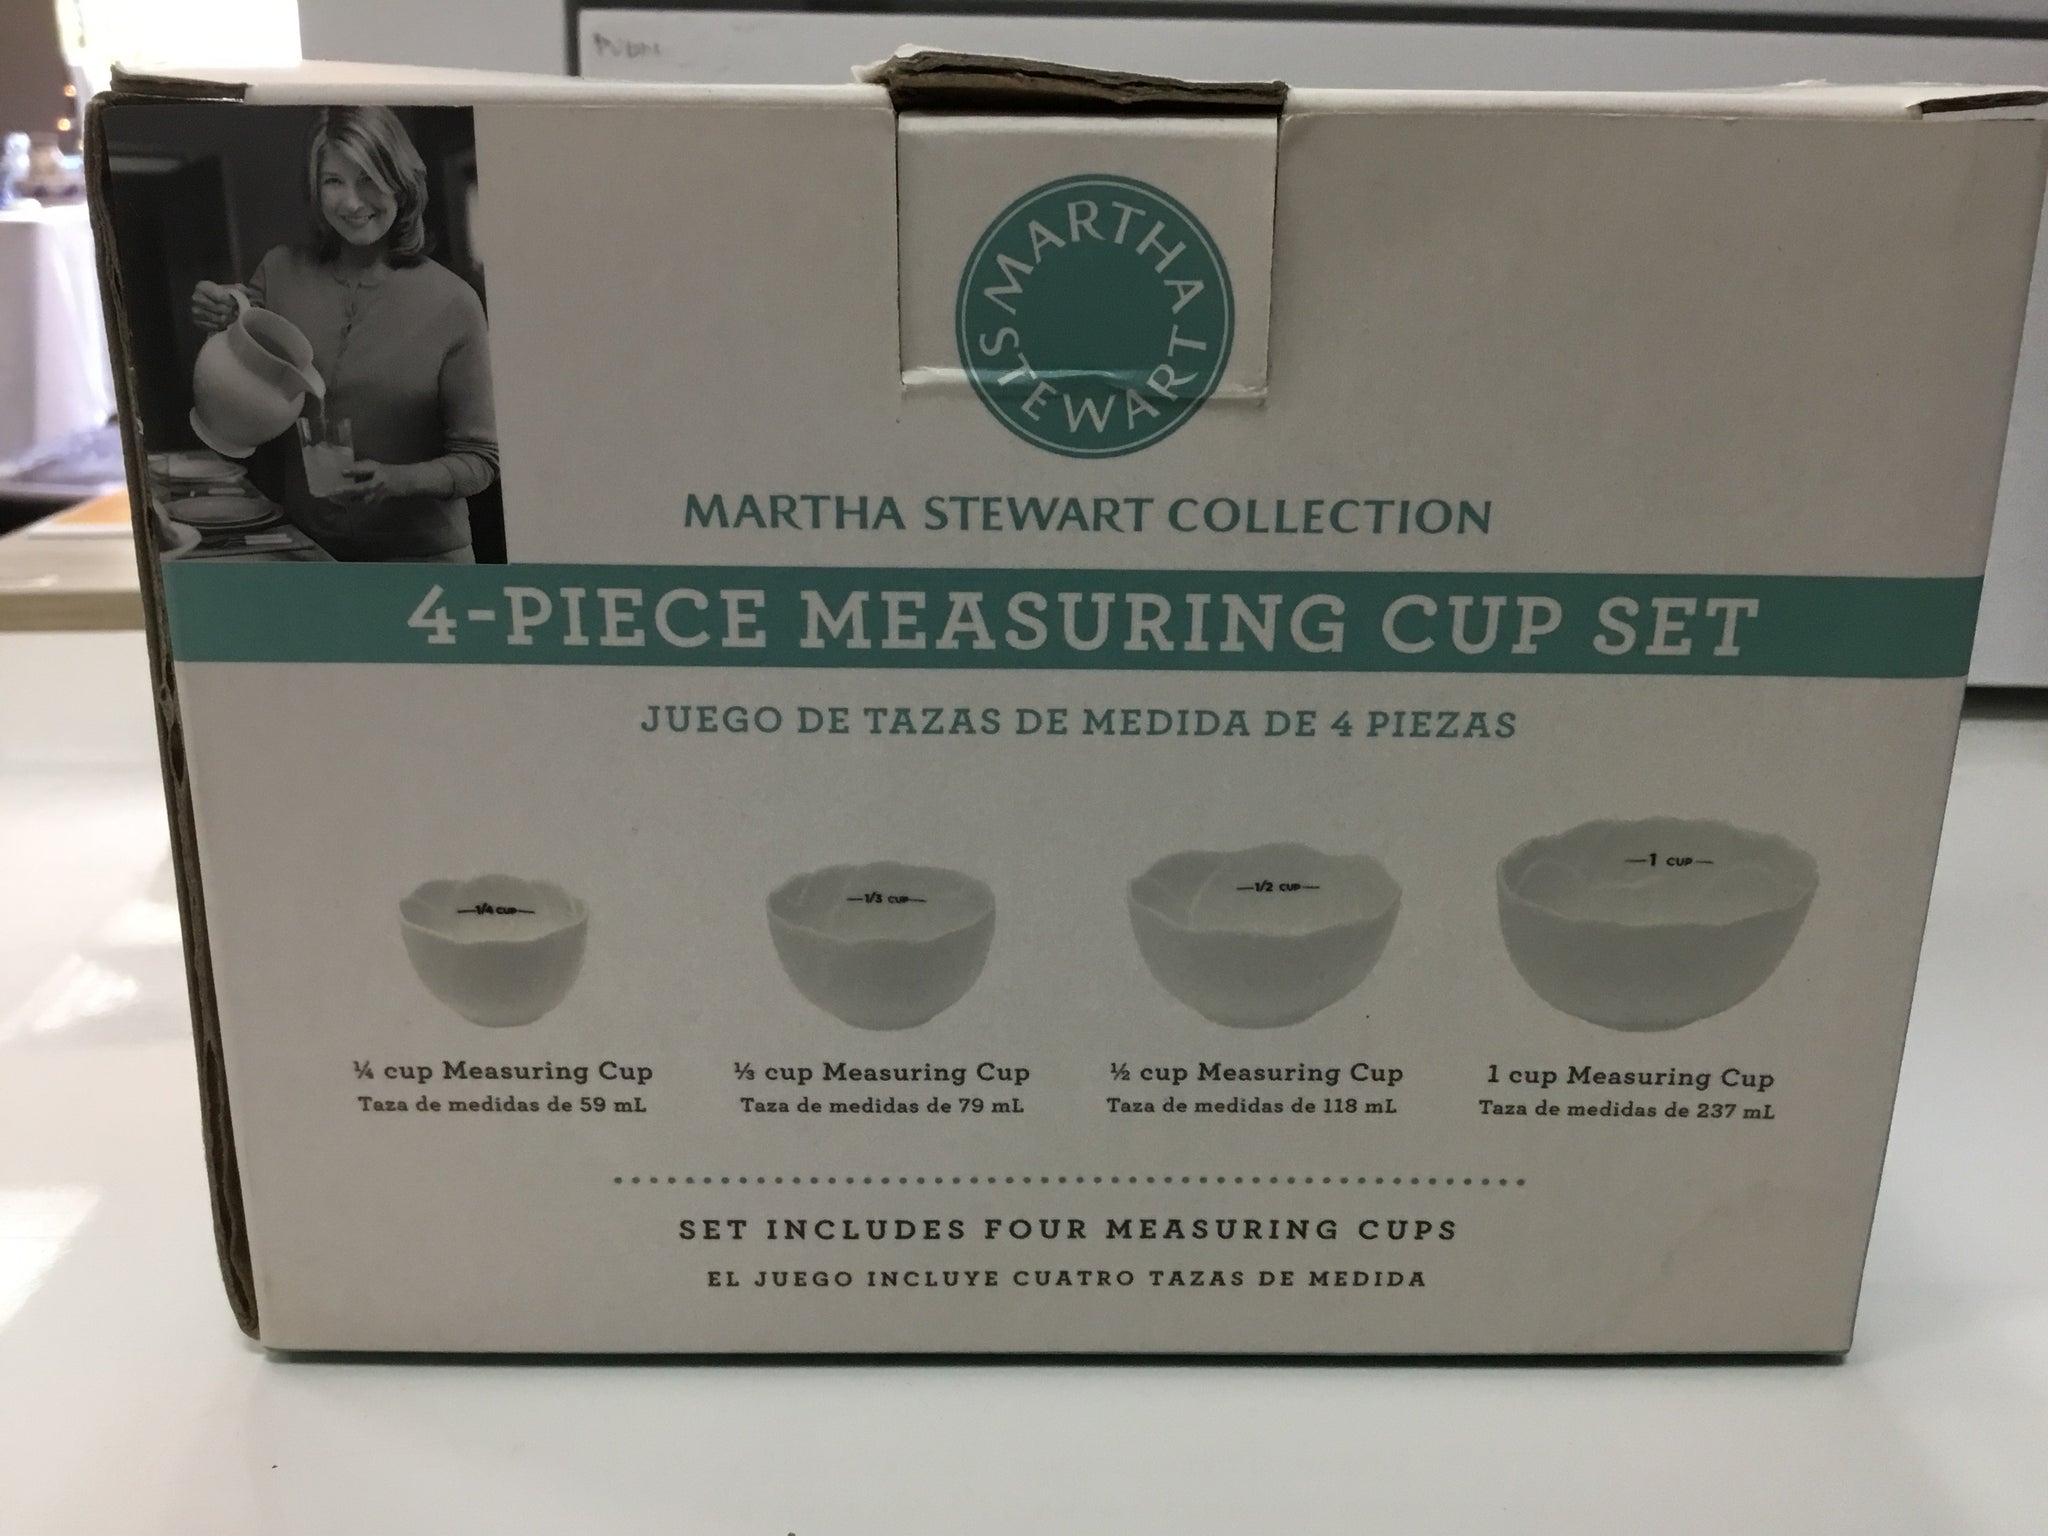 MARTHA STEWART
MARTHA STEWART COLLECTION
4-PIECE MEASURING CUP SET
JUEGO DE TAZAS DE MEDIDA DE 4 PIEZAS
1/4 CUP
1/3 CUP
1/2 CUP
1 CUP
¼ cup Measuring Cup
Taza de medidas de 59 mL
⅓ cup Measuring Cup
Taza de medidas de 79 mL
½ cup Measuring Cup
Taza de medidas de 118 mL
1 cup Measuring Cup
Taza de medidas de 237 mL
SET INCLUDES FOUR MEASURING CUPS
EL JUEGO INCLUYE CUATRO TAZAS DE MEDIDA